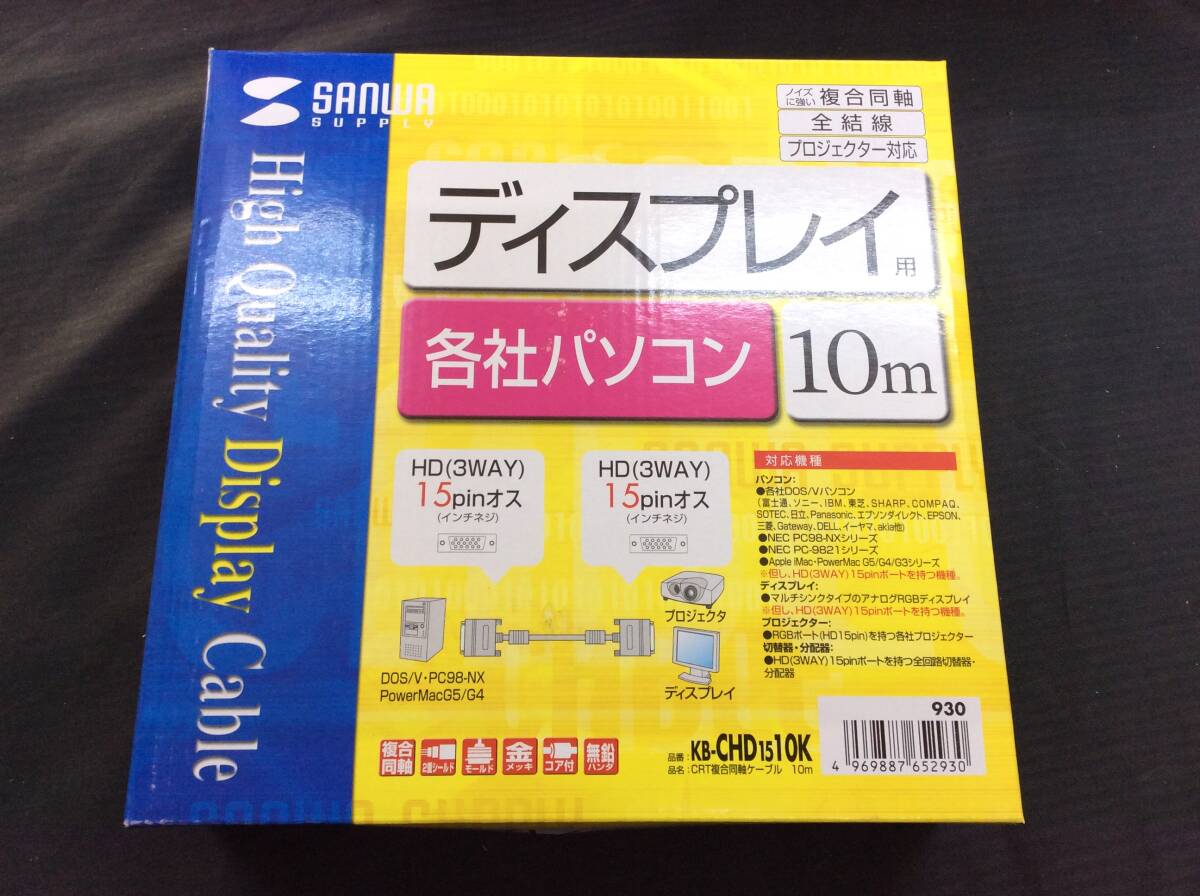 SANWA
SUPPLY
High Quality Display Cable
ノイズに強い 複合同軸
全結線
プロジェクター対応
ディスプレイ用
各社パソコン
10m
HD(3WAY)
15pinオス
(インチネジ)
HD(3WAY)
15pinオス
(インチネジ)
プロジェクタ
ディスプレイ
DOS/V・PC98-NX
PowerMacG5/G4
対応機種
パソコン:
●各社DOS/Vパソコン
(富士通、ソニー、IBM、東芝、SHARP、COMPAQ、
SOTEC、日立、Panasonic、エプソンダイレクト、EPSON、
三菱、Gateway、DELL、イーヤマ、akia他)
●NEC PC98-NXシリーズ
●NEC PC-9821シリーズ
●Apple iMac・PowerMac G5/G4/G3シリーズ
※但し、HD(3WAY)15pinポートを持つ機種。
ディスプレイ:
●マルチシンクタイプのアナログRGBディスプレイ
※但し、HD(3WAY)15pinポートを持つ機種。
プロジェクター:
●RGBポート(HD15pin)を持つ各社プロジェクター
切替器・分配器:
●HD(3WAY)15pinポートを持つ全回路切替器・
分配器
複合同軸
2重シールド
モールド
金メッキ
コア付
無鉛ハンダ
品番: KB-CHD1510K
品名: CRT複合同軸ケーブル 10m
930
4 969887 652930